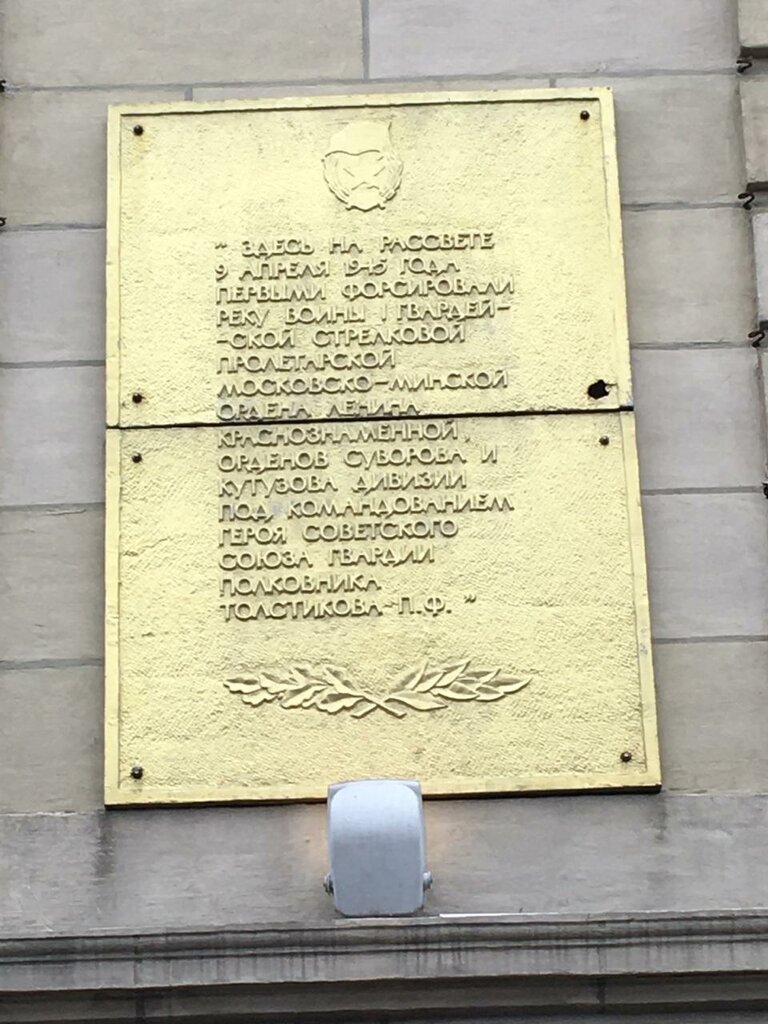 " ЗДЕСЬ НА РАССВЕТЕ
9 АПРЕЛЯ 1945 ГОДА
ПЕРВЫМИ ФОРСИРОВАЛИ
РЕКУ ВОИНЫ 1 ГВАРДЕЙ-
-СКОЙ СТРЕЛКОВОЙ
ПРОЛЕТАРСКОЙ
МОСКОВСКО-МИНСКОЙ
ОРДЕНА ЛЕНИНА
КРАСНОЗНАМЕННОЙ,
ОРДЕНОВ СУВОРОВА И
КУТУЗОВА ДИВИЗИИ
ПОД КОМАНДОВАНИЕМ
ГЕРОЯ СОВЕТСКОГО
СОЮЗА ГВАРДИИ
ПОЛКОВНИКА
ТОЛСТИКОВА-П.Ф. "